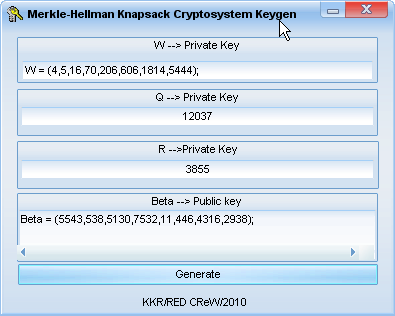 Merkle-Hellman Knapsack Cryptosystem Keygen
W --> Private Key
W = (4,5,16,70,206,606,1814,5444);
Q --> Private Key
12037
R -->Private Key
3855
Beta --> Public key
Beta = (5543,538,5130,7532,11,446,4316,2938);
Generate
KKR/RED CReW/2010